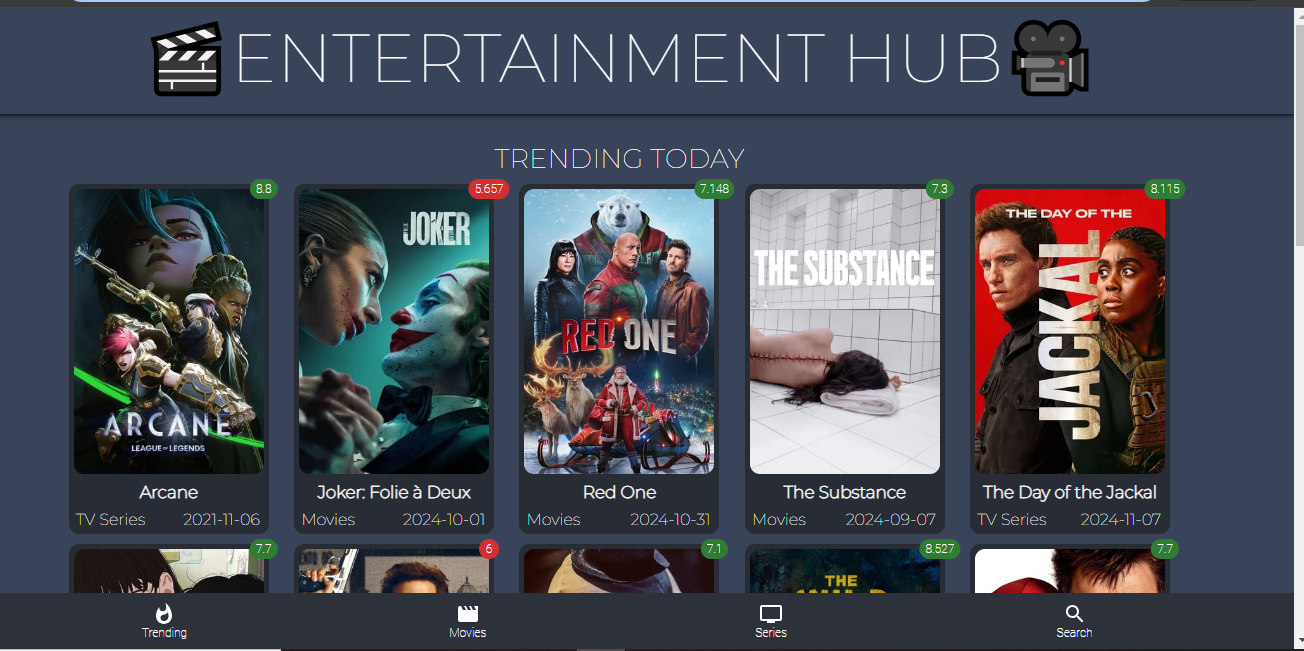 ENTERTAINMENT HUB
TRENDING TODAY
8.8
5.657
7.148
7.3
8.115
ARCANE
LEAGUE OF LEGENDS
JOKER
RED ONE
THE SUBSTANCE
THE DAY OF THE
JACKAL
Arcane
Joker: Folie à Deux
Red One
The Substance
The Day of the Jackal
TV Series 2021-11-06
Movies 2024-10-01
Movies 2024-10-31
Movies 2024-09-07
TV Series 2024-11-07
7.7
6
7.1
8.527
7.7
THE
Trending
Movies
Series
Search